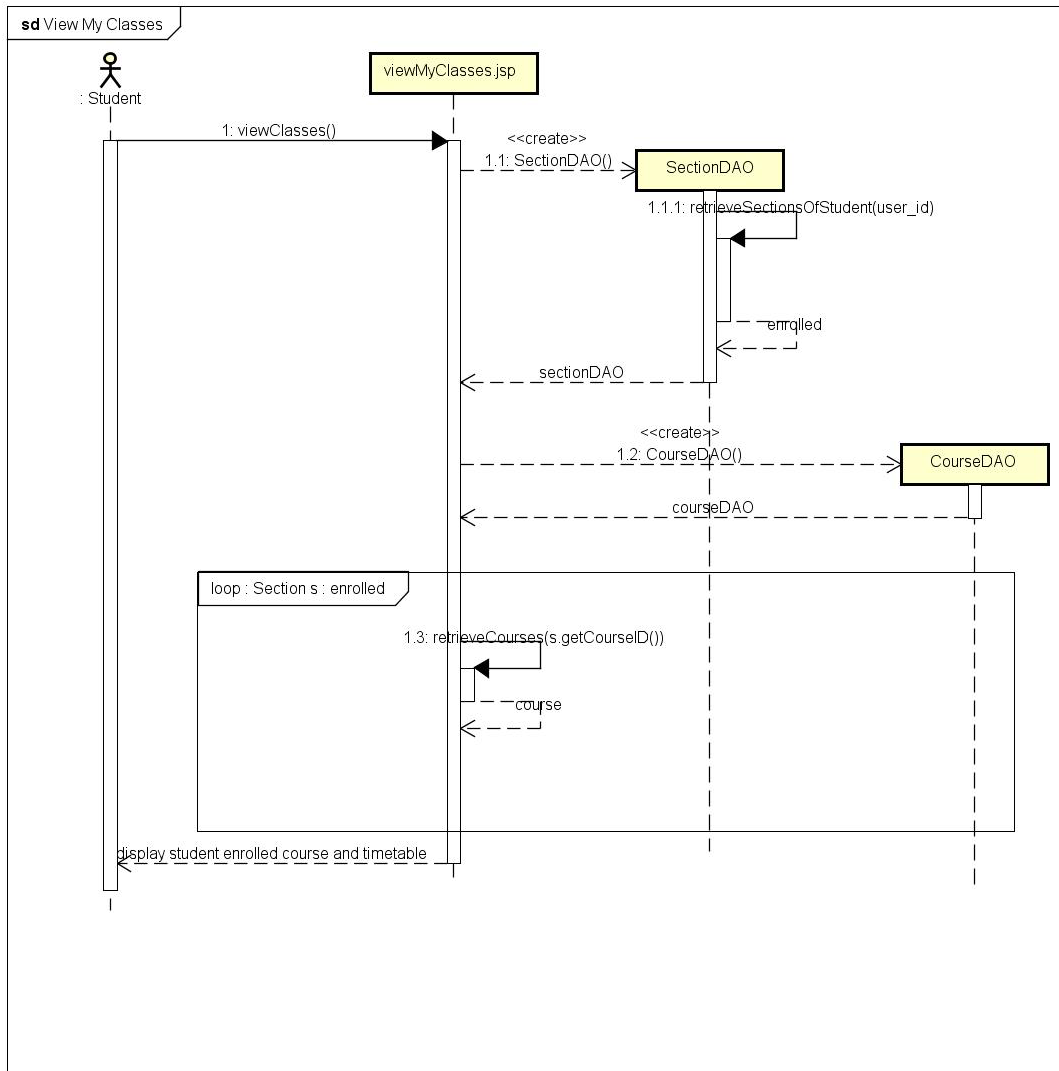 sd View My Classes
: Student
viewMyClasses.jsp
1: viewClasses()
<<create>>
1.1: SectionDAO()
SectionDAO
1.1.1: retrieveSectionsOfStudent(user_id)
enrolled
sectionDAO
<<create>>
1.2: CourseDAO()
CourseDAO
courseDAO
loop : Section s : enrolled
1.3: retrieveCourses(s.getCourseID())
course
display student enrolled course and timetable